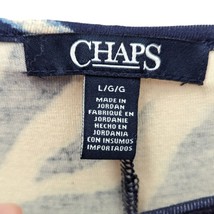 CHAPS
L/G/G
MADE IN
JORDAN
FABRIQUÉ EN
JORDANIE
HECHO EN
JORDANIA
CON INSUMOS
IMPORTADOS